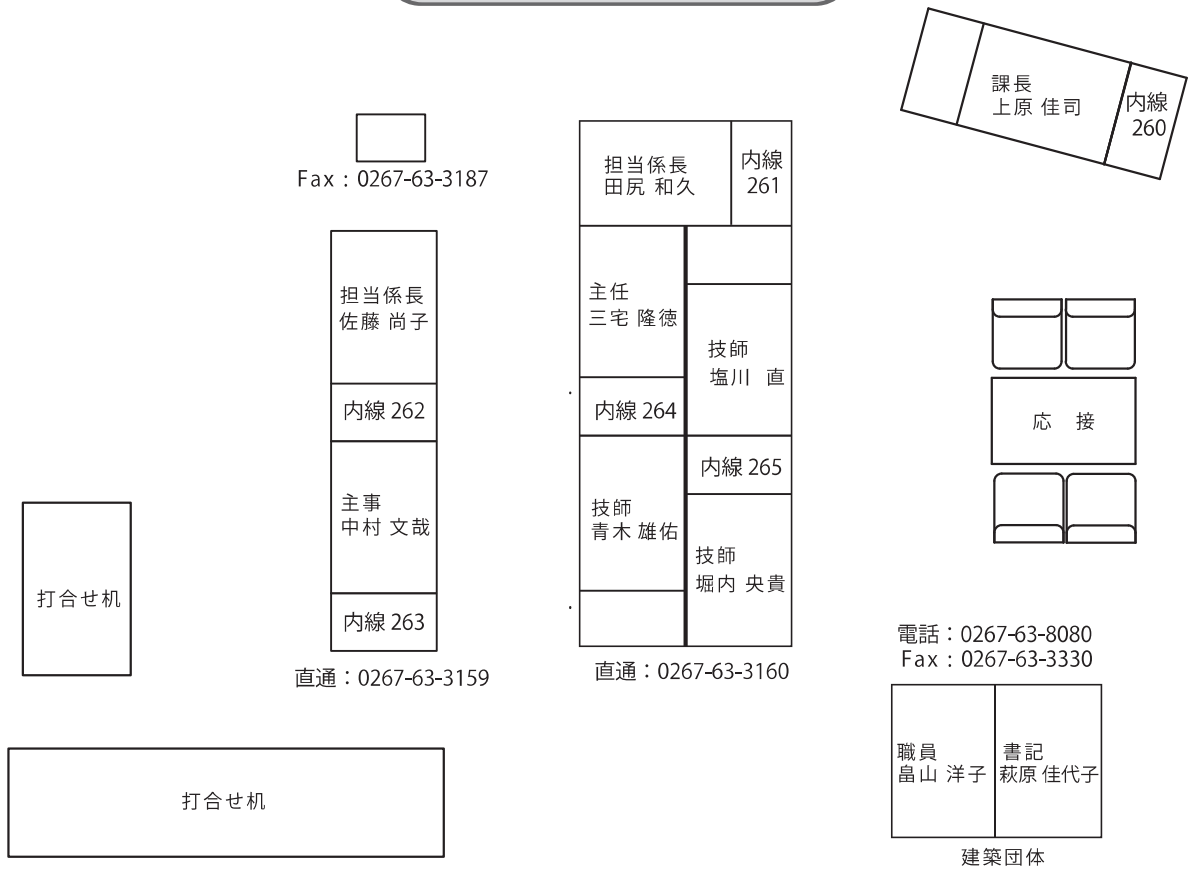 課長
上原 佳司
内線
260
Fax：0267-63-3187
担当係長
佐藤 尚子
内線 262
主事
中村 文哉
内線 263
直通：0267-63-3159
担当係長
田尻 和久
内線
261
主任
三宅 隆徳
内線 264
技師
青木 雄佑
技師
塩川 直
内線 265
技師
堀内 央貴
直通：0267-63-3160
応 接
打合せ机
打合せ机
電話：0267-63-8080
Fax：0267-63-3330
職員
畠山 洋子
書記
萩原 佳代子
建築団体